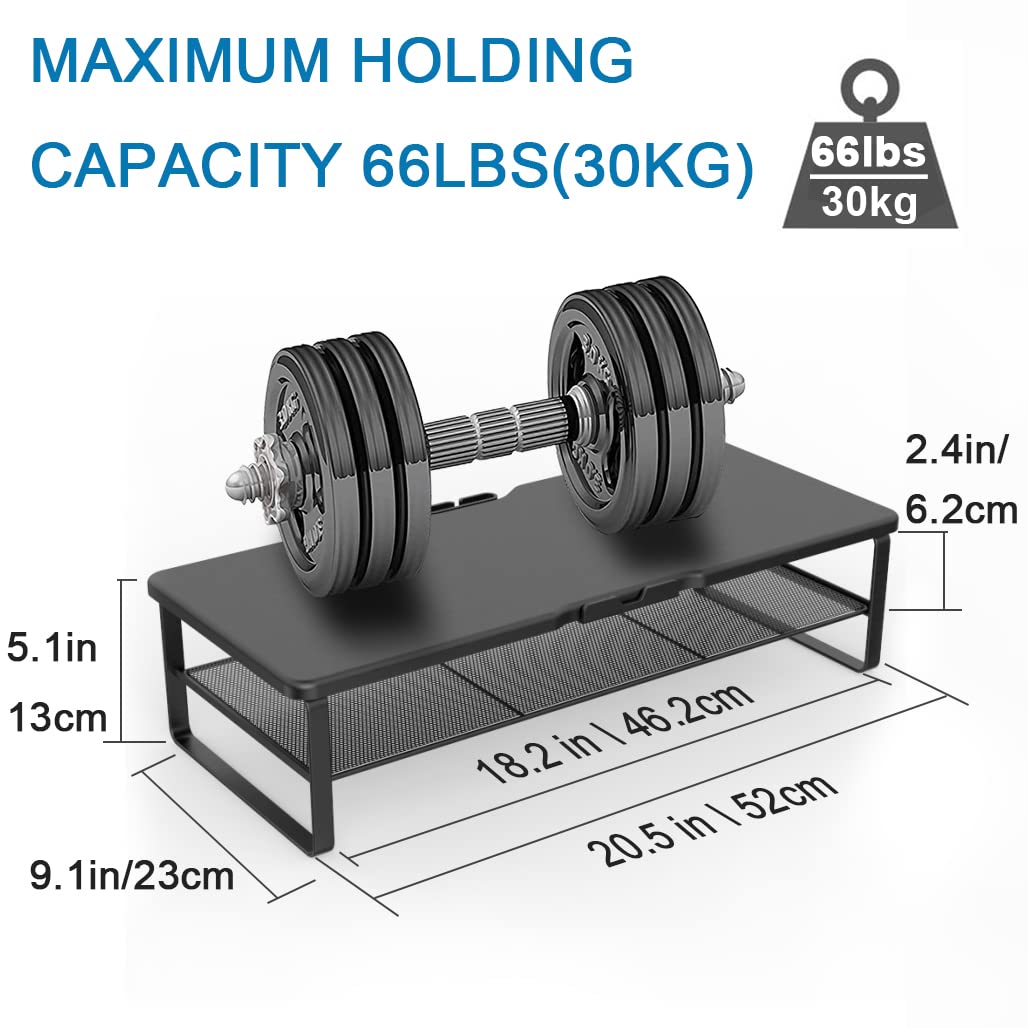 MAXIMUM HOLDING
CAPACITY 66LBS(30KG)
66lbs
30kg
2.4in/
6.2cm
5.1in
13cm
18.2 in \ 46.2cm
20.5 in \ 52cm
9.1in/23cm